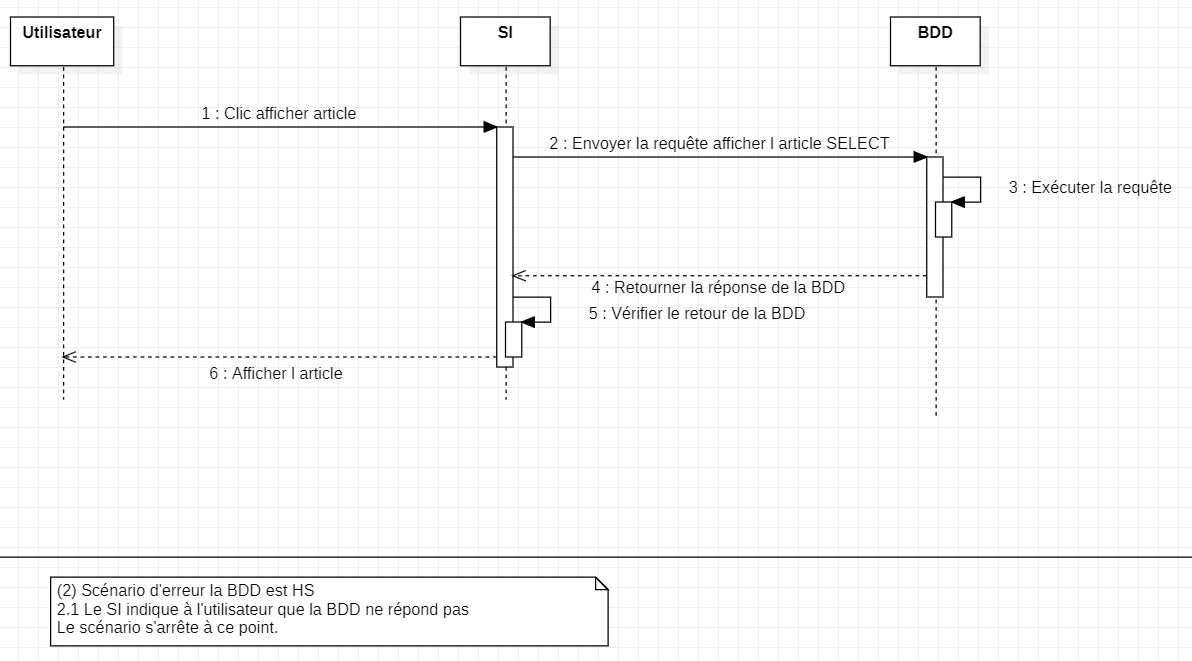 Utilisateur
SI
BDD
1 : Clic afficher article
2 : Envoyer la requête afficher l article SELECT
3 : Exécuter la requête
4 : Retourner la réponse de la BDD
5 : Vérifier le retour de la BDD
6 : Afficher l article
(2) Scénario d'erreur la BDD est HS
2.1 Le SI indique à l'utilisateur que la BDD ne répond pas
Le scénario s'arrête à ce point.